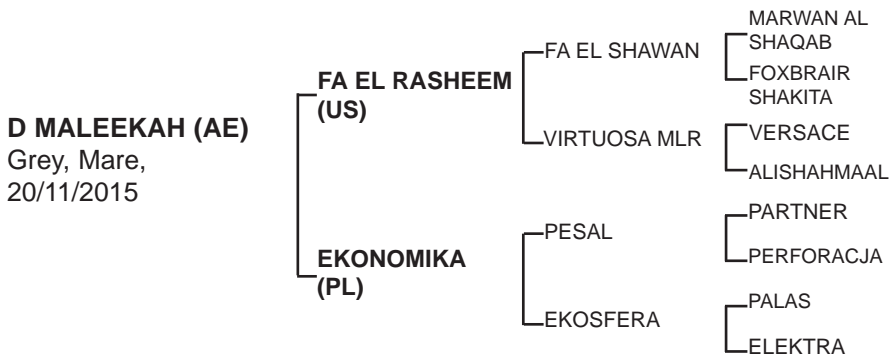 D MALEEKAH (AE)
Grey, Mare,
20/11/2015
FA EL RASHEEM
(US)
EKONOMIKA
(PL)
FA EL SHAWAN
VIRTUOSA MLR
PESAL
EKOSFERA
MARWAN AL
SHAQAB
FOXBRAIR
SHAKITA
VERSACE
ALISHAHMAAL
PARTNER
PERFORACJA
PALAS
ELEKTRA